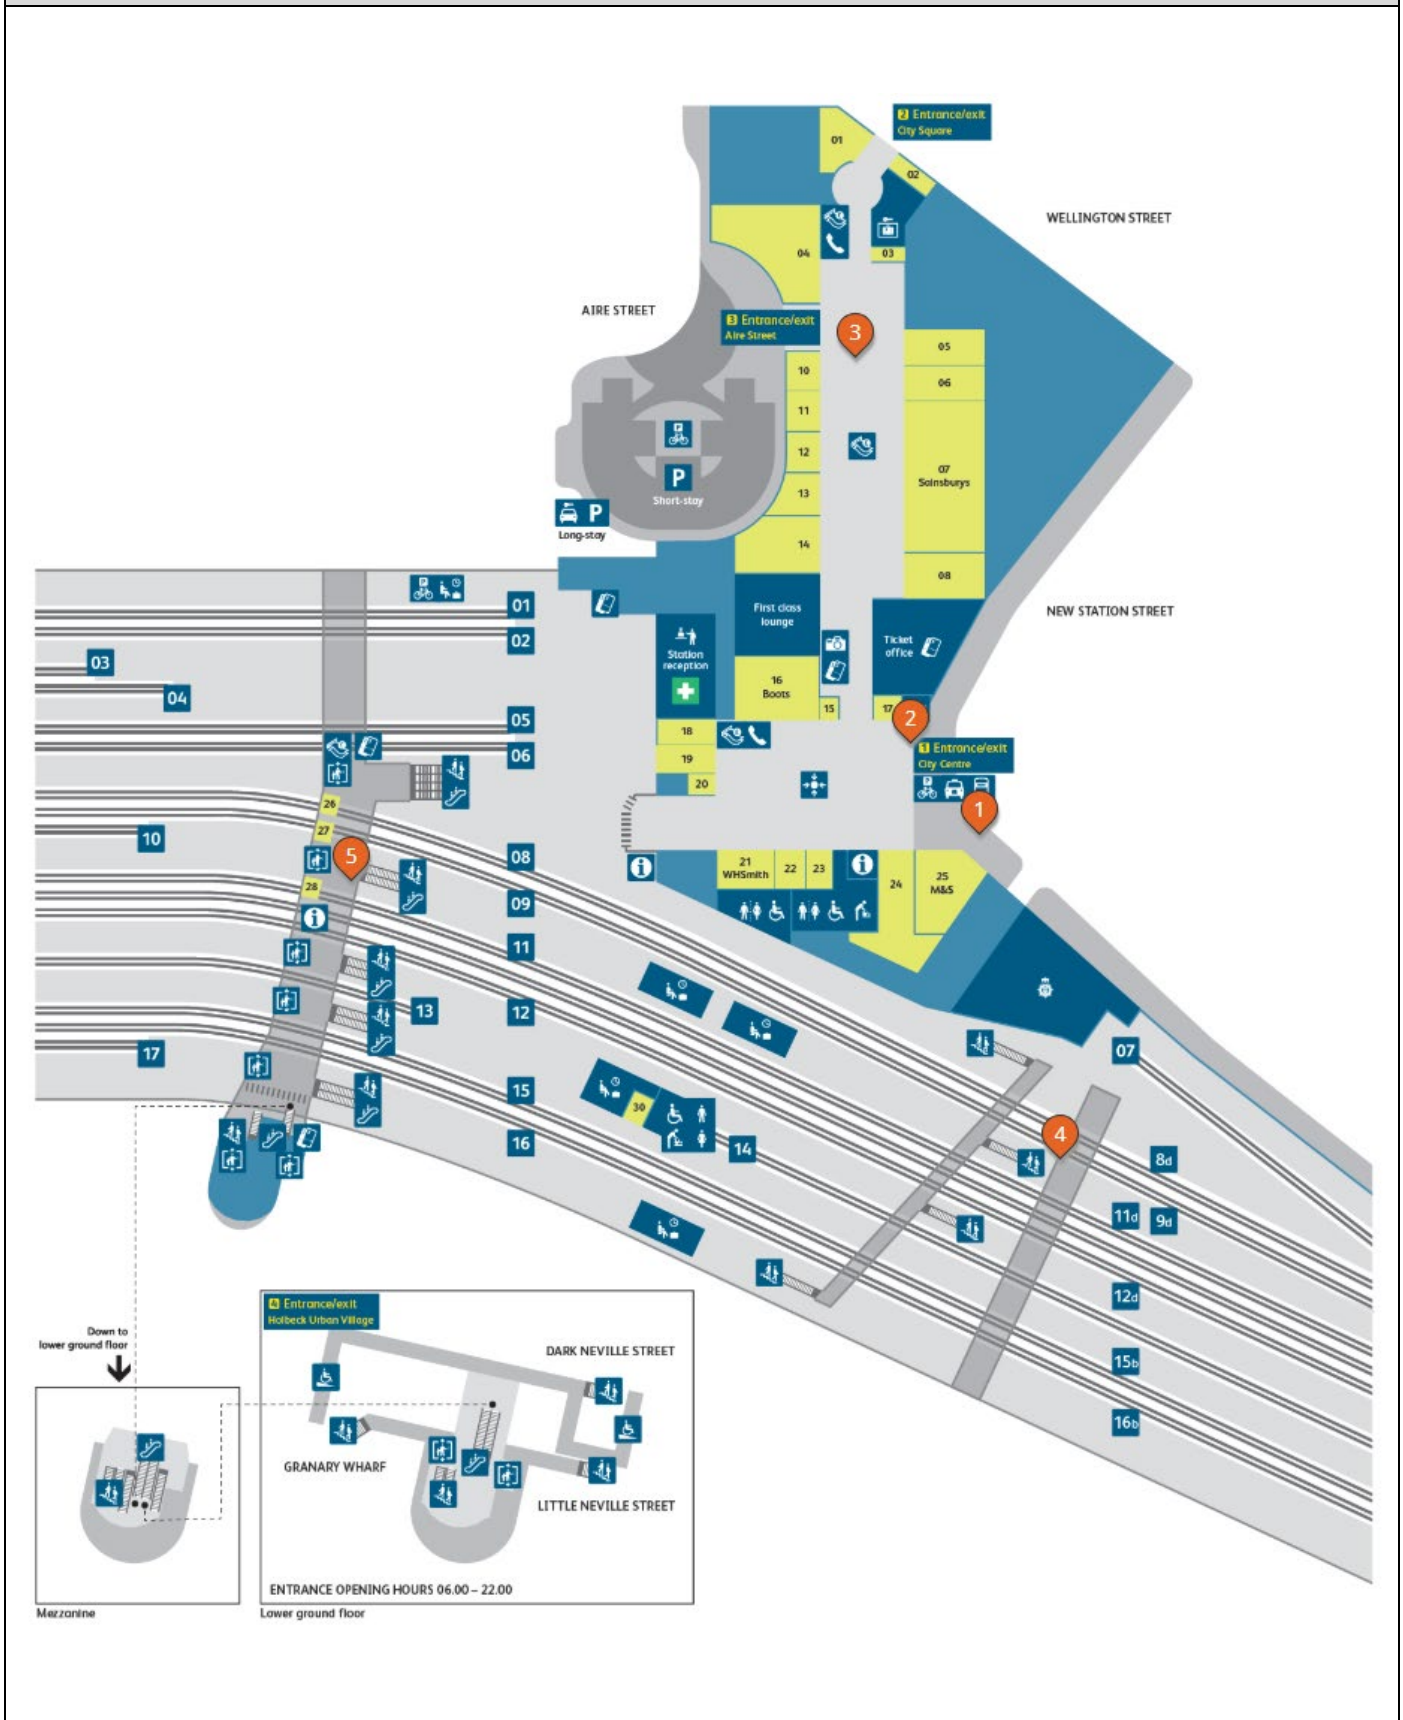 2 Entrance/exit
City Square
01
02
WELLINGTON STREET
03
04
AIRE STREET
3 Entrance/exit
Aire Street
3
05
10
06
11
12
07
Sainsburys
13
P
Short-stay
P
Long-stay
14
08
01
First class
lounge
NEW STATION STREET
02
Ticket
office
Station
reception
03
16
Boots
04
15
17
05
18
2
06
19
1 Entrance/exit
City Centre
20
26
1
27
10
5
08
21
WHSmith
22
23
24
25
M&S
28
09
11
13
12
17
07
15
30
16
14
4
8d
11d
9d
12d
4 Entrance/exit
Holbeck Urban Village
Down to
lower ground floor
DARK NEVILLE STREET
15b
16b
GRANARY WHARF
LITTLE NEVILLE STREET
ENTRANCE OPENING HOURS 06.00 – 22.00
Mezzanine
Lower ground floor